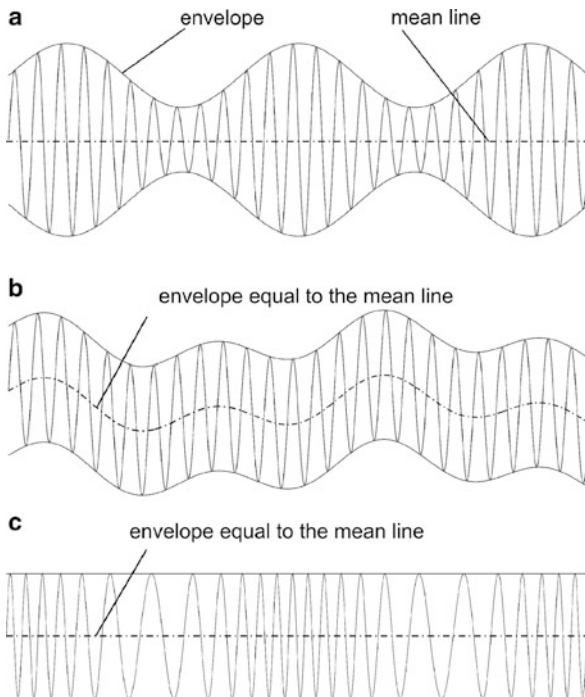 a
envelope
mean line
b
envelope equal to the mean line
c
envelope equal to the mean line